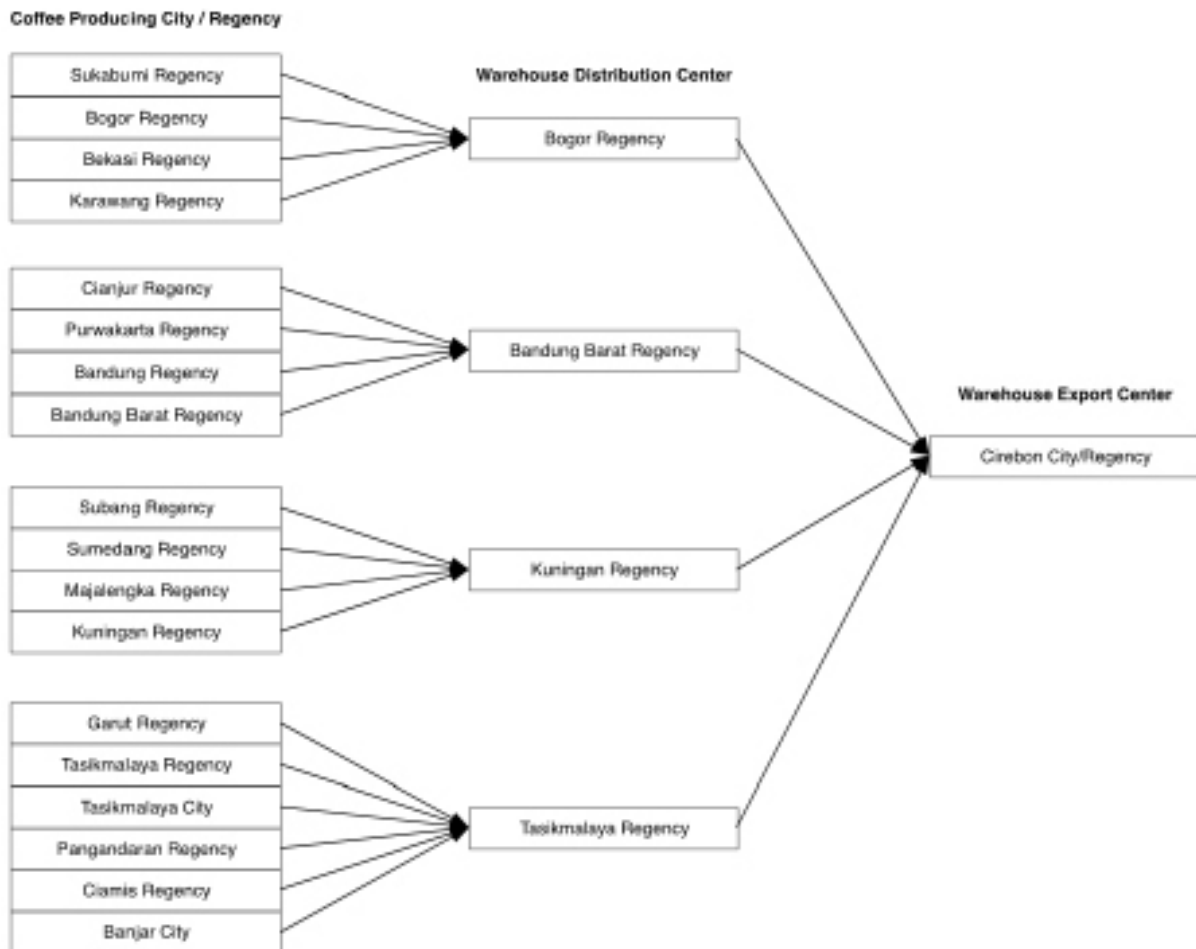 Coffee Producing City / Regency
Sukabumi Regency
Bogor Regency
Bekasi Regency
Karawang Regency
Cianjur Regency
Purwakarta Regency
Bandung Regency
Bandung Barat Regency
Subang Regency
Sumedang Regency
Majalengka Regency
Kuningan Regency
Garut Regency
Tasikmalaya Regency
Tasikmalaya City
Pangandaran Regency
Ciamis Regency
Banjar City
Warehouse Distribution Center
Bogor Regency
Bandung Barat Regency
Kuningan Regency
Tasikmalaya Regency
Warehouse Export Center
Cirebon City/Regency